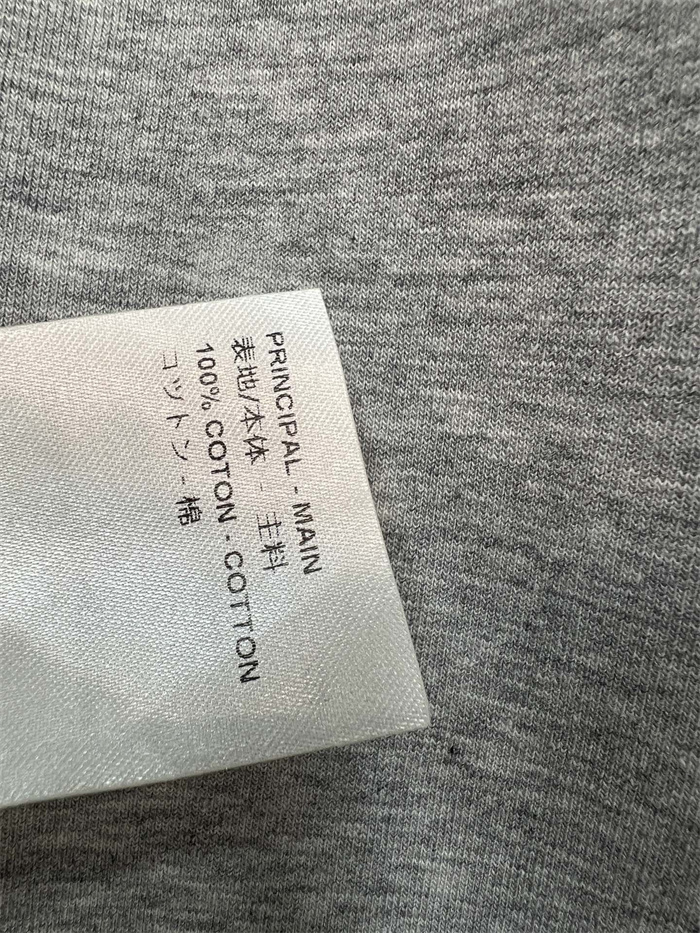 PRINCIPAL - MAIN
表地/本体 - 主料
100% COTON - COTTON
コットン - 棉